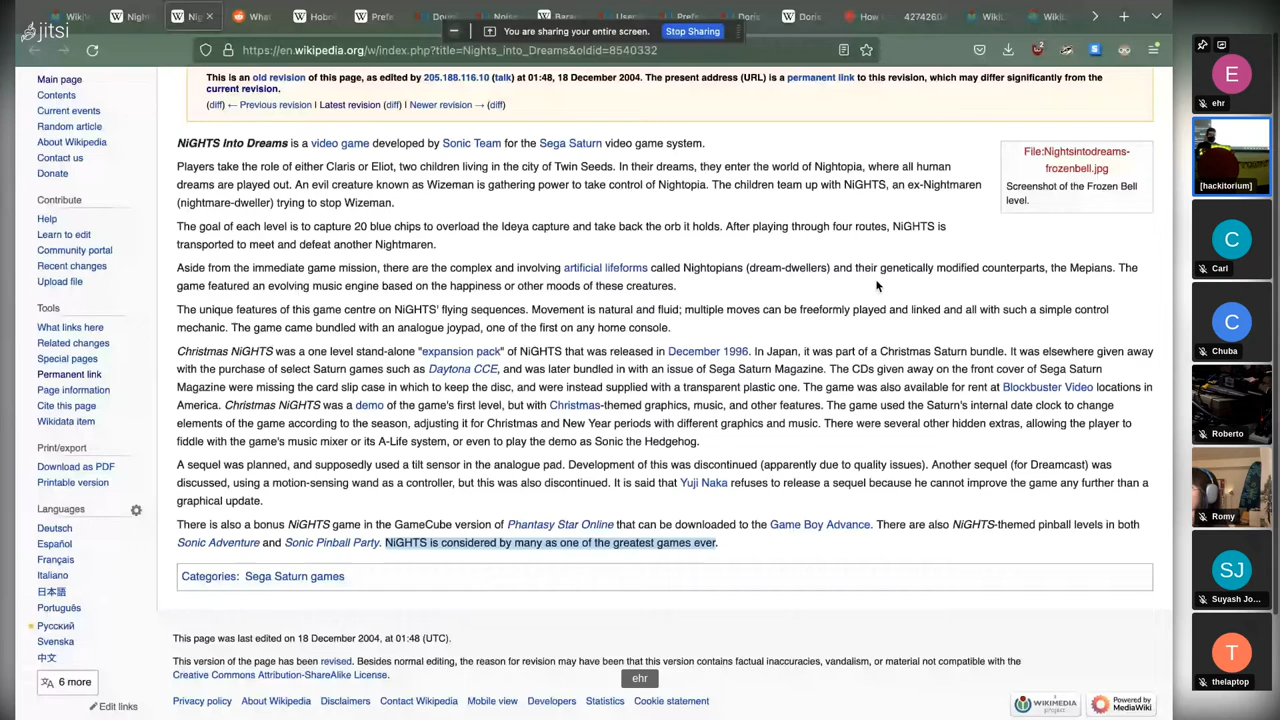 Wiki
Nigh
Nig
What
Hobo
Prefe
Dou
Noise
Bara
Users
Prefe
Doris
Doris
How
42742604
Wiki
Wiki
jitsi
You are sharing your entire screen.
Stop Sharing
https://en.wikipedia.org/w/index.php?title=Nights_into_Dreams&oldid=8540332
Main page
Contents
Current events
Random article
About Wikipedia
Contact us
Donate
Contribute
Help
Learn to edit
Community portal
Recent changes
Upload file
Tools
What links here
Related changes
Special pages
Permanent link
Page information
Cite this page
Wikidata item
Print/export
Download as PDF
Printable version
Languages
Deutsch
Español
Français
Italiano
日本語
Português
Русский
Svenska
中文
6 more
Edit links
This is an old revision of this page, as edited by 205.188.116.10 (talk) at 01:48, 18 December 2004. The present address (URL) is a permanent link to this revision, which may differ significantly from the
current revision.
(diff) ← Previous revision | Latest revision (diff) | Newer revision → (diff)
NiGHTS Into Dreams is a video game developed by Sonic Team for the Sega Saturn video game system.
Players take the role of either Claris or Eliot, two children living in the city of Twin Seeds. In their dreams, they enter the world of Nightopia, where all human
dreams are played out. An evil creature known as Wizeman is gathering power to take control of Nightopia. The children team up with NiGHTS, an ex-Nightmaren
(nightmare-dweller) trying to stop Wizeman.
File:Nightsintodreams-
frozenbell.jpg
Screenshot of the Frozen Bell
level.
The goal of each level is to capture 20 blue chips to overload the Ideya capture and take back the orb it holds. After playing through four routes, NiGHTS is
transported to meet and defeat another Nightmaren.
Aside from the immediate game mission, there are the complex and involving artificial lifeforms called Nightopians (dream-dwellers) and their genetically modified counterparts, the Mepians. The
game featured an evolving music engine based on the happiness or other moods of these creatures.
The unique features of this game centre on NiGHTS' flying sequences. Movement is natural and fluid; multiple moves can be freeformly played and linked and all with such a simple control
mechanic. The game came bundled with an analogue joypad, one of the first on any home console.
Christmas NiGHTS was a one level stand-alone "expansion pack" of NiGHTS that was released in December 1996. In Japan, it was part of a Christmas Saturn bundle. It was elsewhere given away
with the purchase of select Saturn games such as Daytona CCE, and was later bundled in with an issue of Sega Saturn Magazine. The CDs given away on the front cover of Sega Saturn
Magazine were missing the card slip case in which to keep the disc, and were instead supplied with a transparent plastic one. The game was also available for rent at Blockbuster Video locations in
America. Christmas NiGHTS was a demo of the game's first level, but with Christmas-themed graphics, music, and other features. The game used the Saturn's internal date clock to change
elements of the game according to the season, adjusting it for Christmas and New Year periods with different graphics and music. There were several other hidden extras, allowing the player to
fiddle with the game's music mixer or its A-Life system, or even to play the demo as Sonic the Hedgehog.
A sequel was planned, and supposedly used a tilt sensor in the analogue pad. Development of this was discontinued (apparently due to quality issues). Another sequel (for Dreamcast) was
discussed, using a motion-sensing wand as a controller, but this was also discontinued. It is said that Yuji Naka refuses to release a sequel because he cannot improve the game any further than a
graphical update.
There is also a bonus NiGHTS game in the GameCube version of Phantasy Star Online that can be downloaded to the Game Boy Advance. There are also NiGHTS-themed pinball levels in both
Sonic Adventure and Sonic Pinball Party. NiGHTS is considered by many as one of the greatest games ever.
Categories: Sega Saturn games
This page was last edited on 18 December 2004, at 01:48 (UTC).
This version of the page has been revised. Besides normal editing, the reason for revision may have been that this version contains factual inaccuracies, vandalism, or material not compatible with the
Creative Commons Attribution-ShareAlike License.
ehr
Privacy policy
About Wikipedia
Disclaimers
Contact Wikipedia
Mobile view
Developers
Statistics
Cookie statement
WIKIMEDIA
project
Powered by
MediaWiki
E
ehr
[hackitorium]
C
Carl
C
Chuba
Roberto
Romy
SJ
Suyash Jo...
T
thelaptop